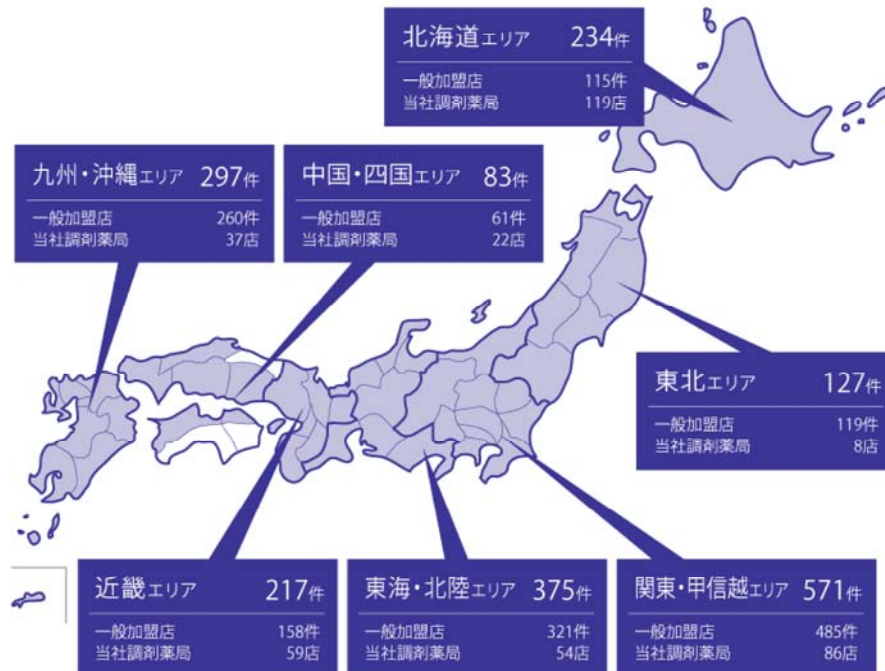 北海道エリア 234件
一般加盟店 115件
当社調剤薬局 119店
九州・沖縄エリア 297件
一般加盟店 260件
当社調剤薬局 37店
中国・四国エリア 83件
一般加盟店 61件
当社調剤薬局 22店
東北エリア 127件
一般加盟店 119件
当社調剤薬局 8店
近畿エリア 217件
一般加盟店 158件
当社調剤薬局 59店
東海・北陸エリア 375件
一般加盟店 321件
当社調剤薬局 54店
関東・甲信越エリア 571件
一般加盟店 485件
当社調剤薬局 86店